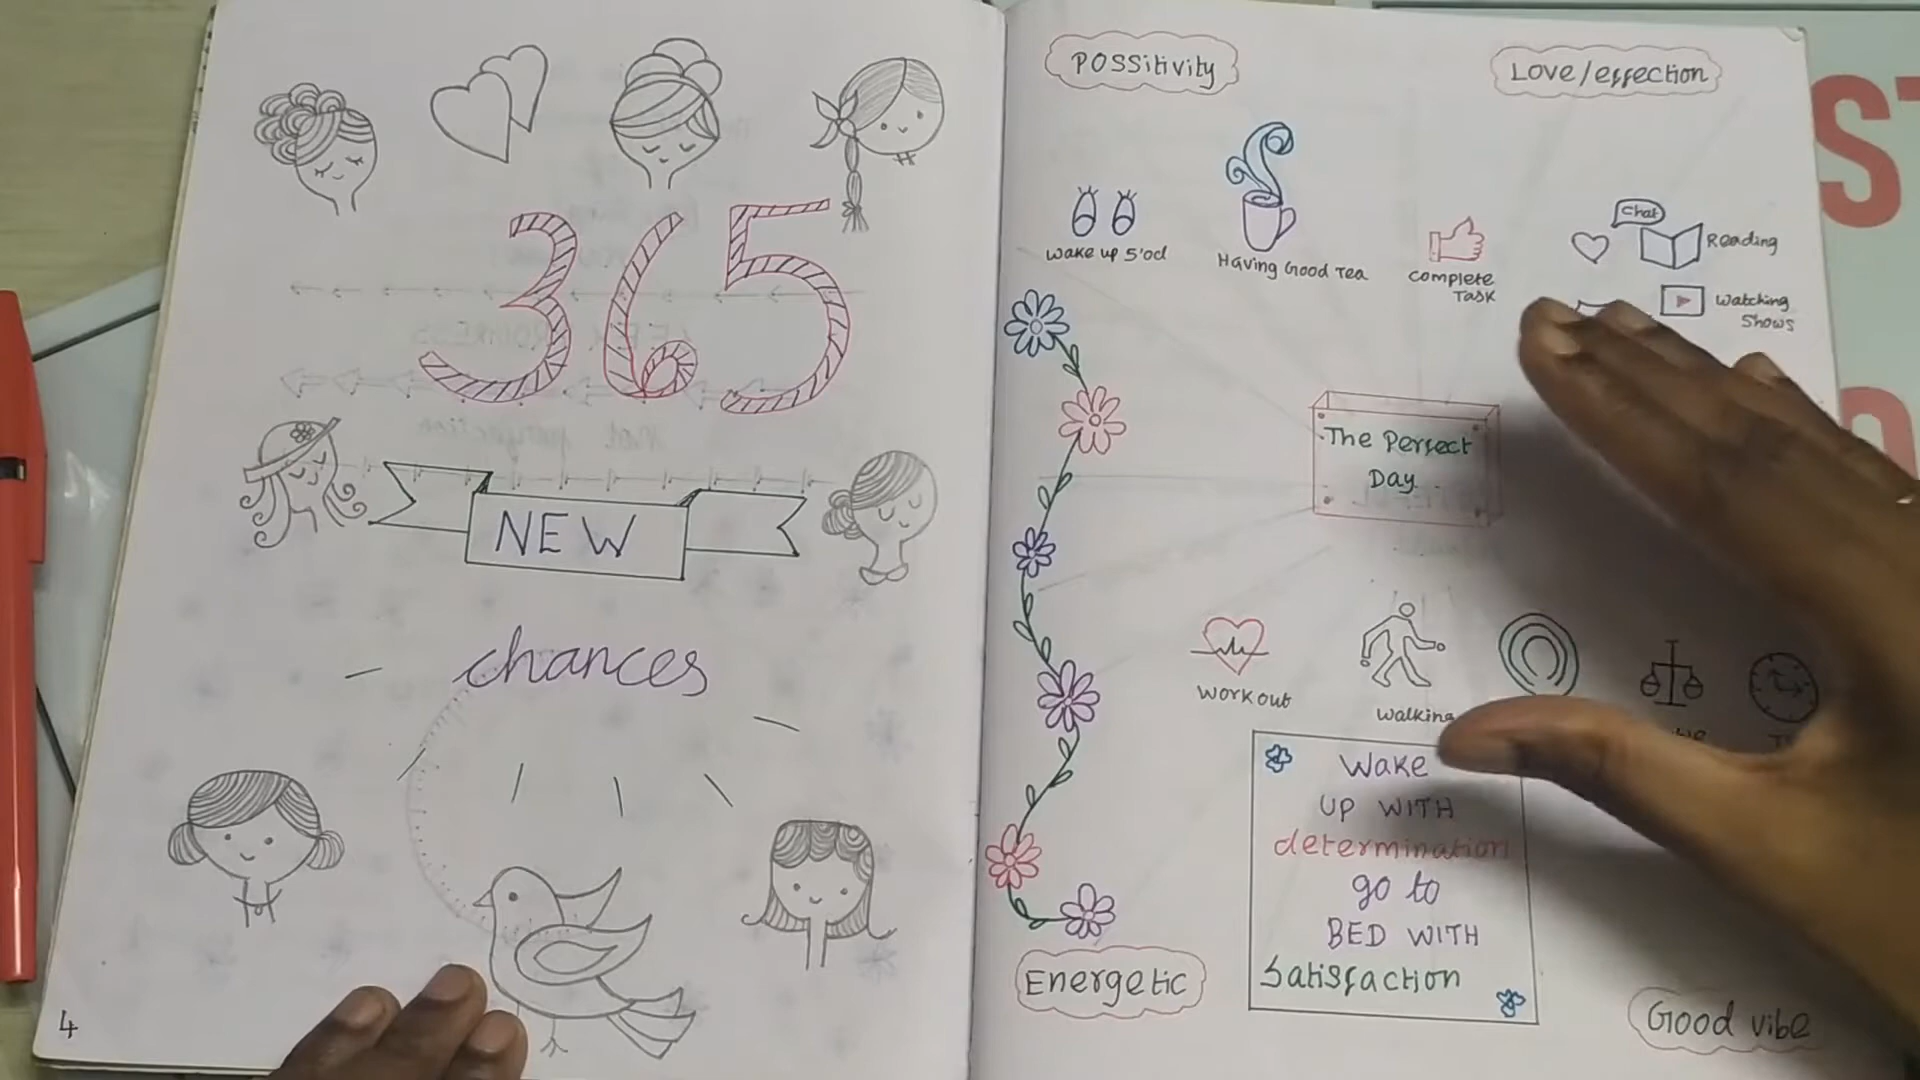 365
NEW
chances
4
POSSitivity
Love/effection
wake up 5'ocl
Having Good Tea
complete
Task
Chat
Reading
Watching
Shows
The Perfect
Day.
workout
walking
Wake
UP WITH
determination
go to
BED WITH
Satisfaction
Energetic
Good vibe
ST